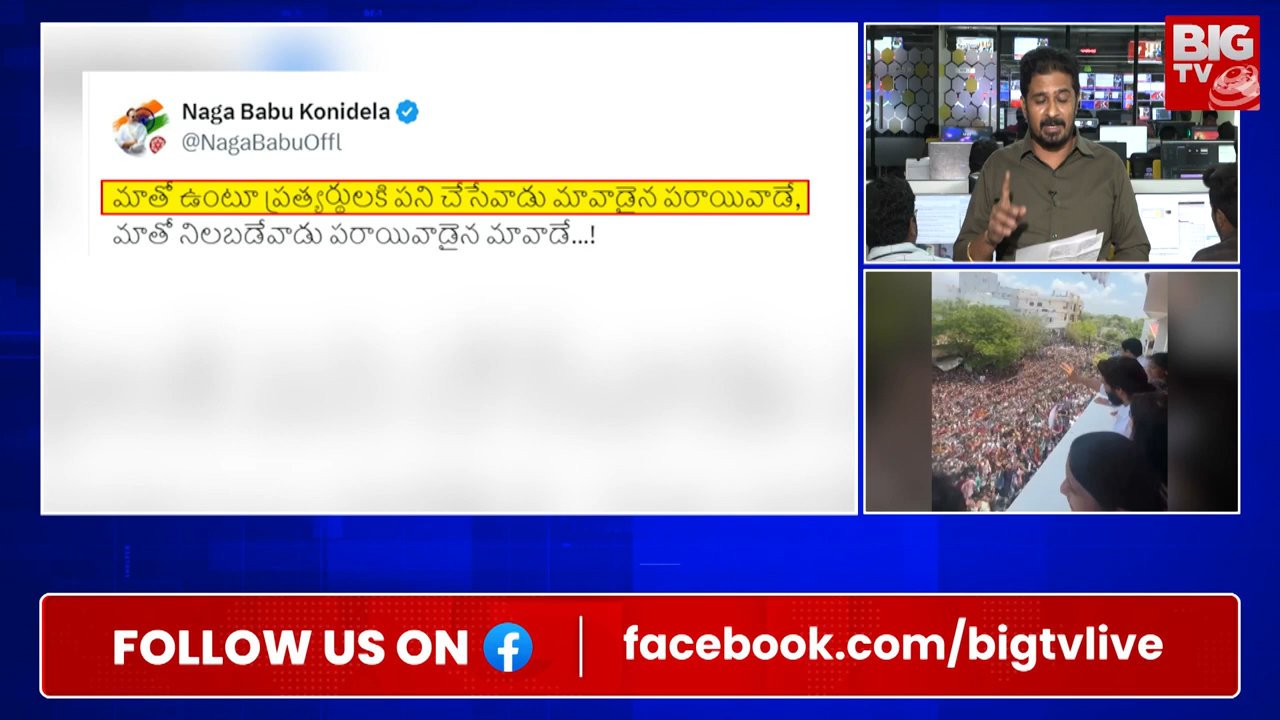 Naga Babu Konidela
@NagaBabuOffl
మాతో ఉంటూ ప్రత్యర్థులకి పని చేసేవాడు మావాడైన పరాయివాడే,
మాతో నిలబడేవాడు పరాయివాడైన మావాడే...!
BIG
TV
FOLLOW US ON
facebook.com/bigtvlive